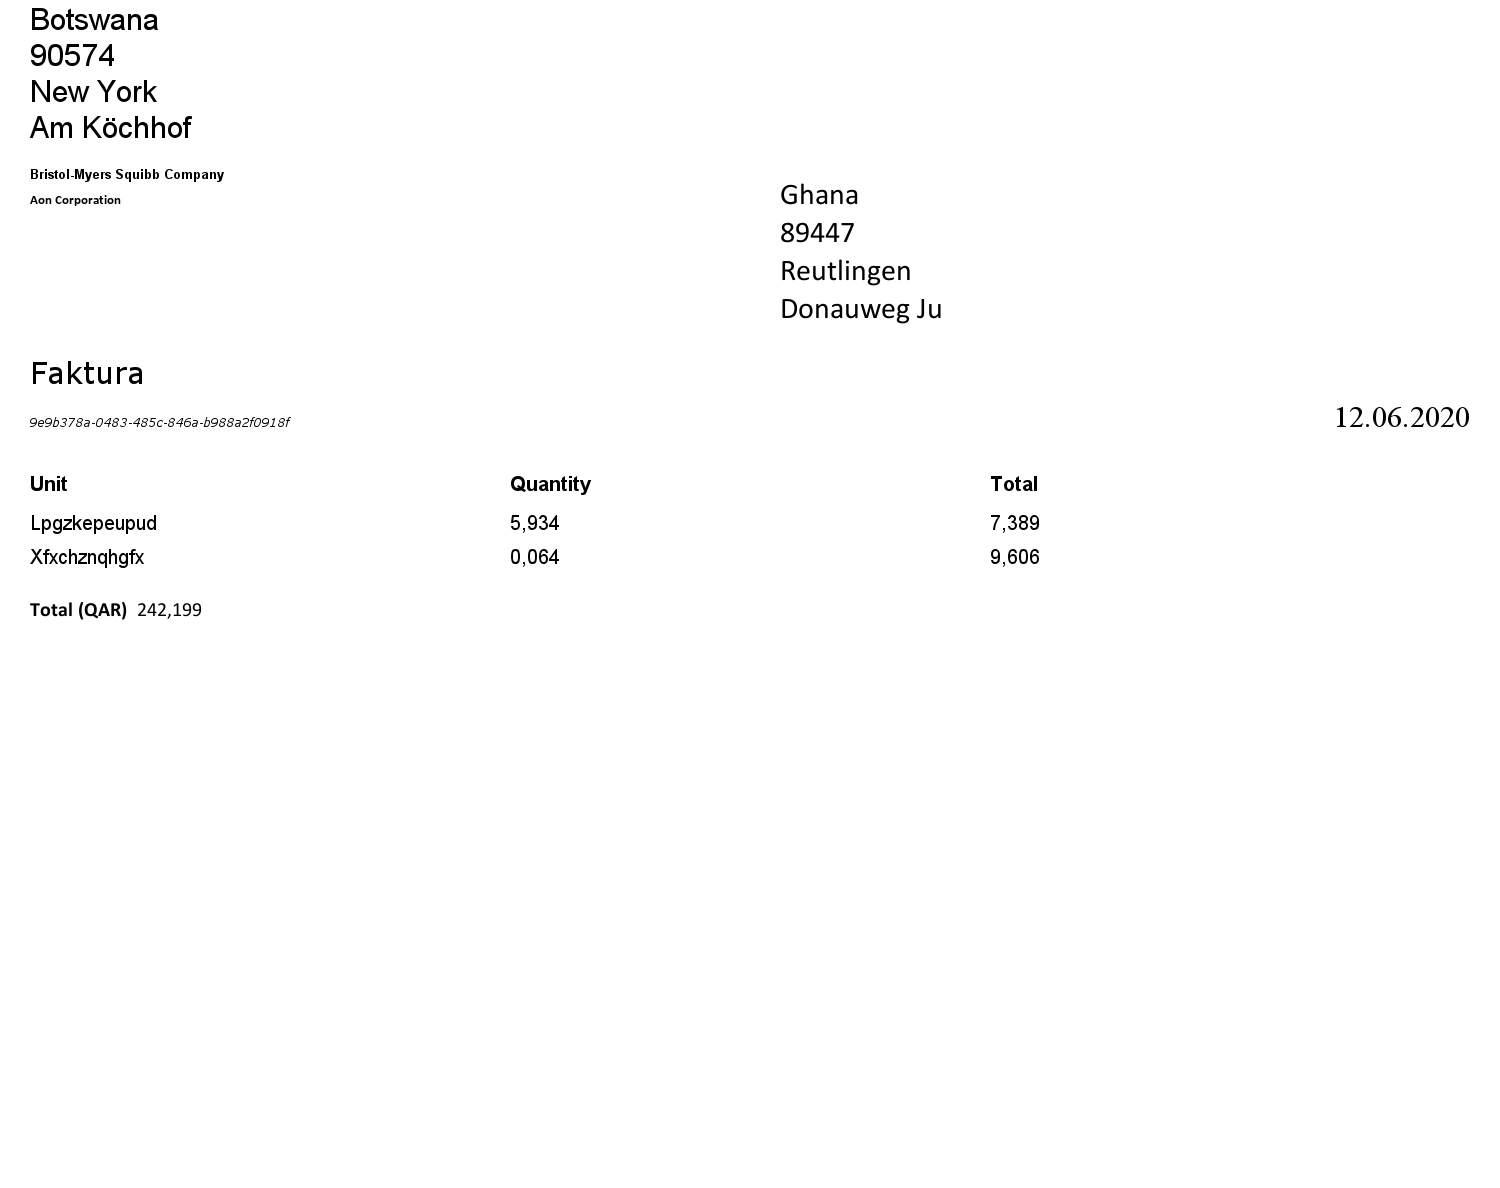 Botswana
90574
New York
Am Köchhof
Bristol-Myers Squibb Company
Aon Corporation
Ghana
89447
Reutlingen
Donauweg Ju
Faktura
9e9b378a-0483-485c-846a-b988a2f0918f
12.06.2020
Unit Quantity Total
Lpgzkepeupud 5,934 7,389
Xfxchznqhgfx 0,064 9,606
Total (QAR) 242,199